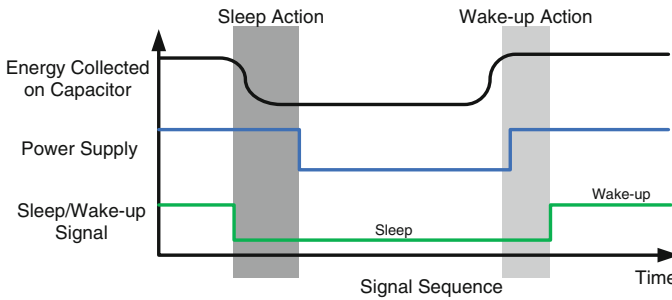 Sleep Action
Wake-up Action
Energy Collected
on Capacitor
Power Supply
Sleep/Wake-up
Signal
Wake-up
Sleep
Time
Signal Sequence